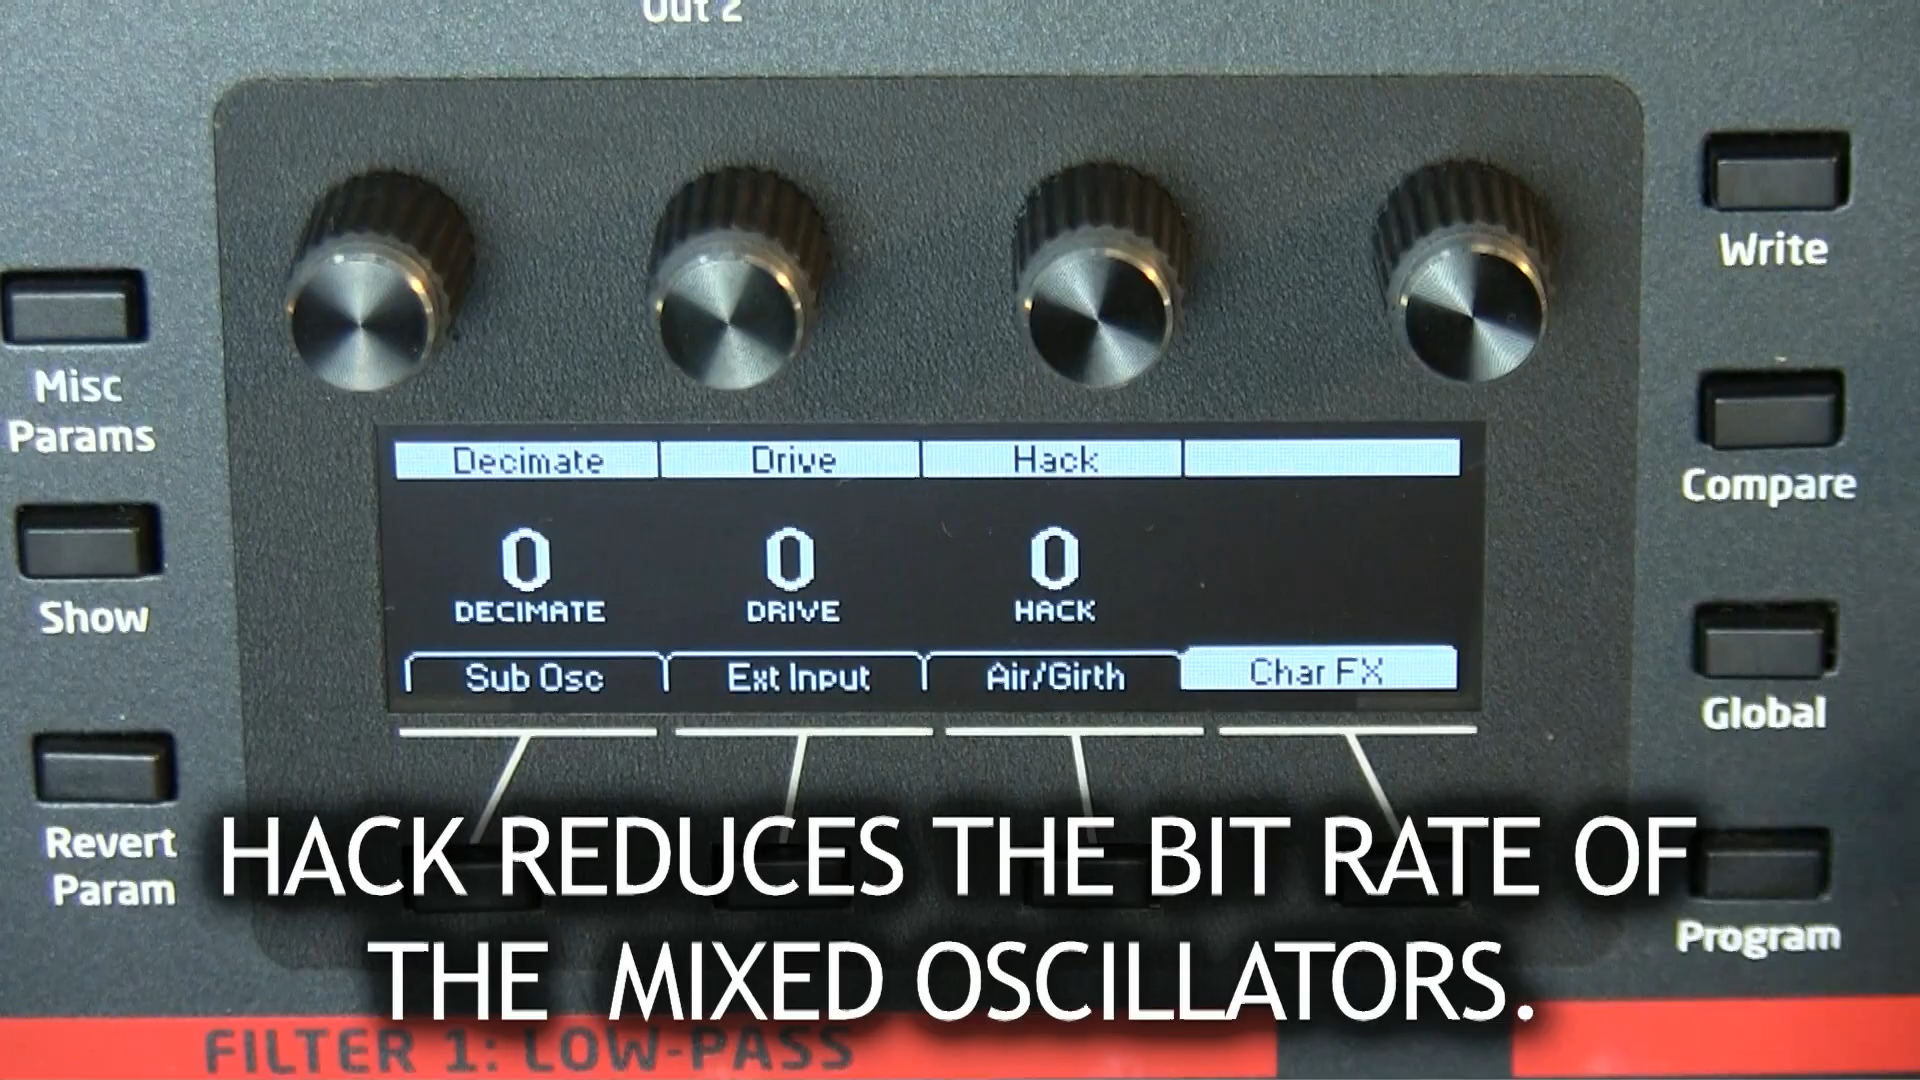 Out 2
Write
Misc
Params
Compare
Decimate Drive Hack
0 0 0
DECIMATE DRIVE HACK
Show
Sub Osc Ext Input Air/Girth Char FX
Global
Revert
Param
Program
HACK REDUCES THE BIT RATE OF
THE MIXED OSCILLATORS.
FILTER 1: LOW-PASS